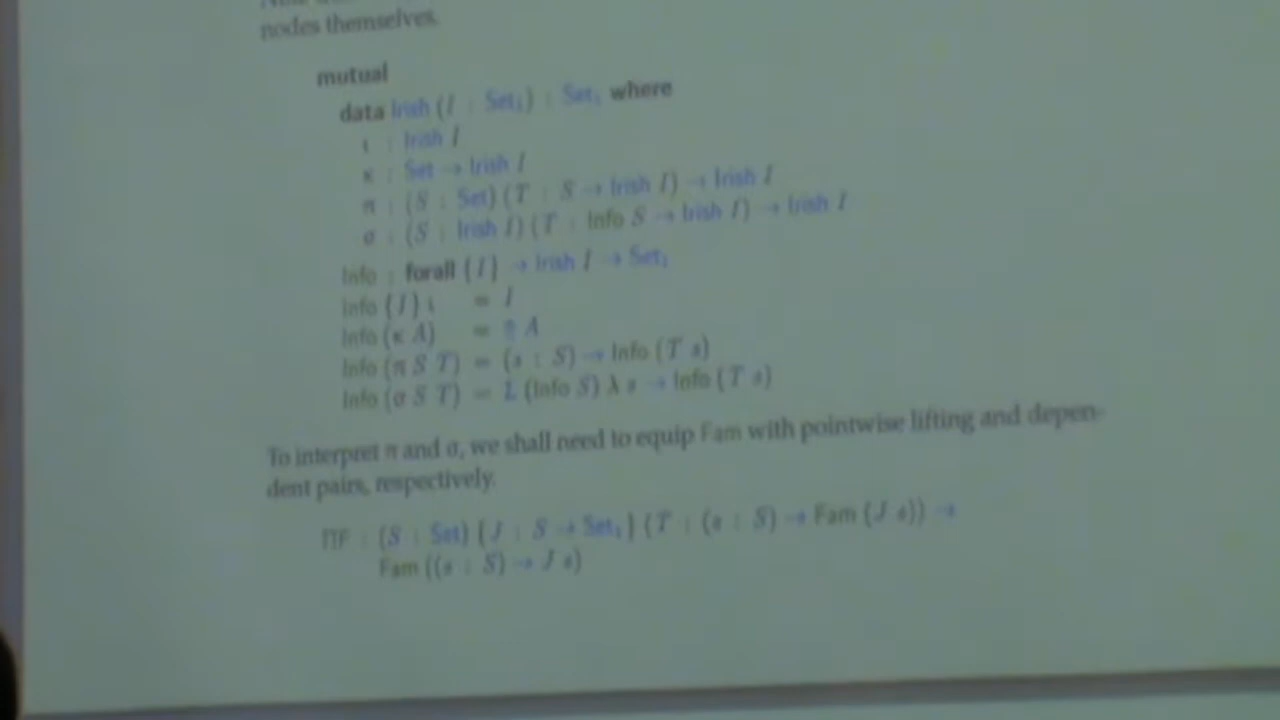 nodes themselves.
mutual
data Irish (I : Set₁) : Set₁ where
ι : Irish I
κ : Set → Irish I
π : (S : Set) (T : S → Irish I) → Irish I
σ : (S : Irish I) (T : Info S → Irish I) → Irish I
Info : forall {I} → Irish I → Set₁
Info {I} ι = I
Info (κ A) = ⇑ A
Info (π S T) = (s : S) → Info (T s)
Info (σ S T) = Σ (Info S) λ s → Info (T s)
To interpret π and σ, we shall need to equip Fam with pointwise lifting and depen-
dent pairs, respectively.
ΠF : (S : Set) {J : S → Set₁} (T : (s : S) → Fam (J s)) →
Fam ((s : S) → J s)